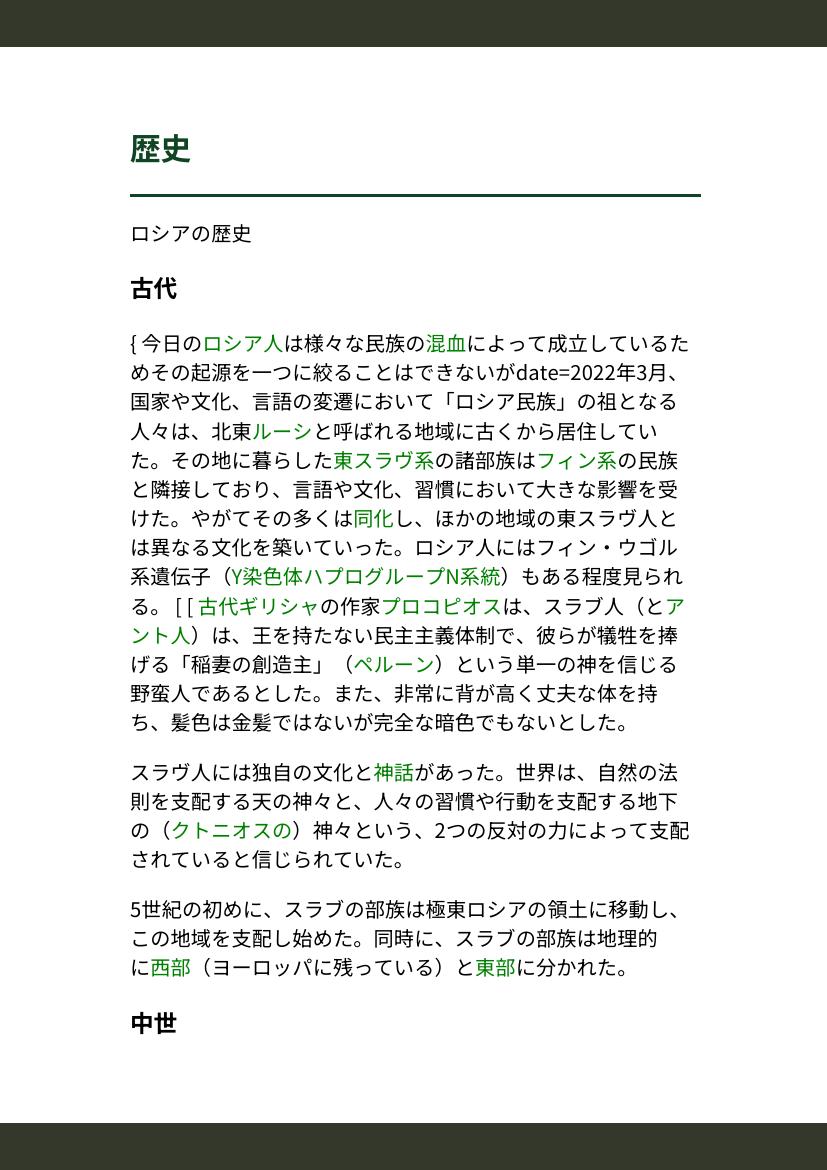 歴史
ロシアの歴史
古代
{ 今日のロシア人は様々な民族の混血によって成立しているた
めその起源を一つに絞ることはできないがdate=2022年3月、
国家や文化、言語の変遷において「ロシア民族」の祖となる
人々は、北東ルーシと呼ばれる地域に古くから居住してい
た。その地に暮らした東スラヴ系の諸部族はフィン系の民族
と隣接しており、言語や文化、習慣において大きな影響を受
けた。やがてその多くは同化し、ほかの地域の東スラヴ人と
は異なる文化を築いていった。ロシア人にはフィン・ウゴル
系遺伝子（Y染色体ハプログループN系統）もある程度見られ
る。 [ [ 古代ギリシャの作家プロコピオスは、スラブ人（とア
ント人）は、王を持たない民主主義体制で、彼らが犠牲を捧
げる「稲妻の創造主」（ペルーン）という単一の神を信じる
野蛮人であるとした。また、非常に背が高く丈夫な体を持
ち、髪色は金髪ではないが完全な暗色でもないとした。
スラヴ人には独自の文化と神話があった。世界は、自然の法
則を支配する天の神々と、人々の習慣や行動を支配する地下
の（クトニオスの）神々という、2つの反対の力によって支配
されていると信じられていた。
5世紀の初めに、スラブの部族は極東ロシアの領土に移動し、
この地域を支配し始めた。同時に、スラブの部族は地理的
に西部（ヨーロッパに残っている）と東部に分かれた。
中世